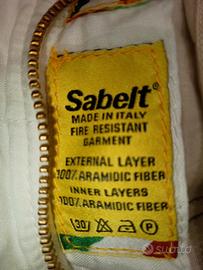 Sabelt®
MADE IN ITALY
FIRE RESISTANT
GARMENT
EXTERNAL LAYER
100% ARAMIDIC FIBER
INNER LAYERS
100% ARAMIDIC FIBER
30 P
subito